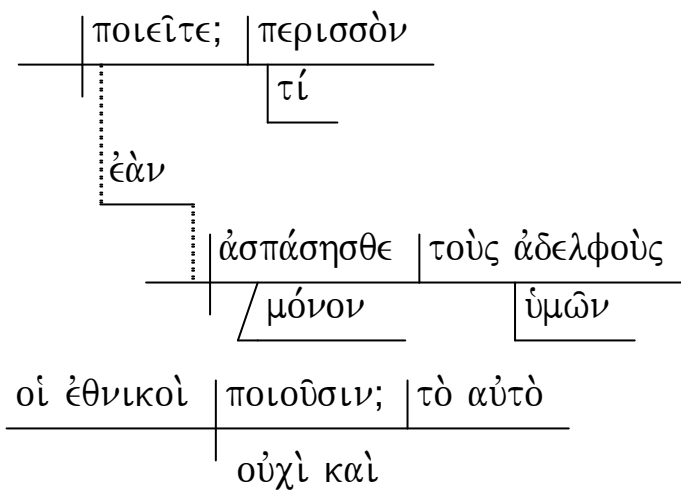 ποιεῖτε; περισσὸν
τί
ἐὰν
ἀσπάσησθε τοὺς ἀδελφοὺς
μόνον ὑμῶν
οἱ ἐθνικοὶ ποιοῦσιν; τὸ αὐτὸ
οὐχὶ καὶ